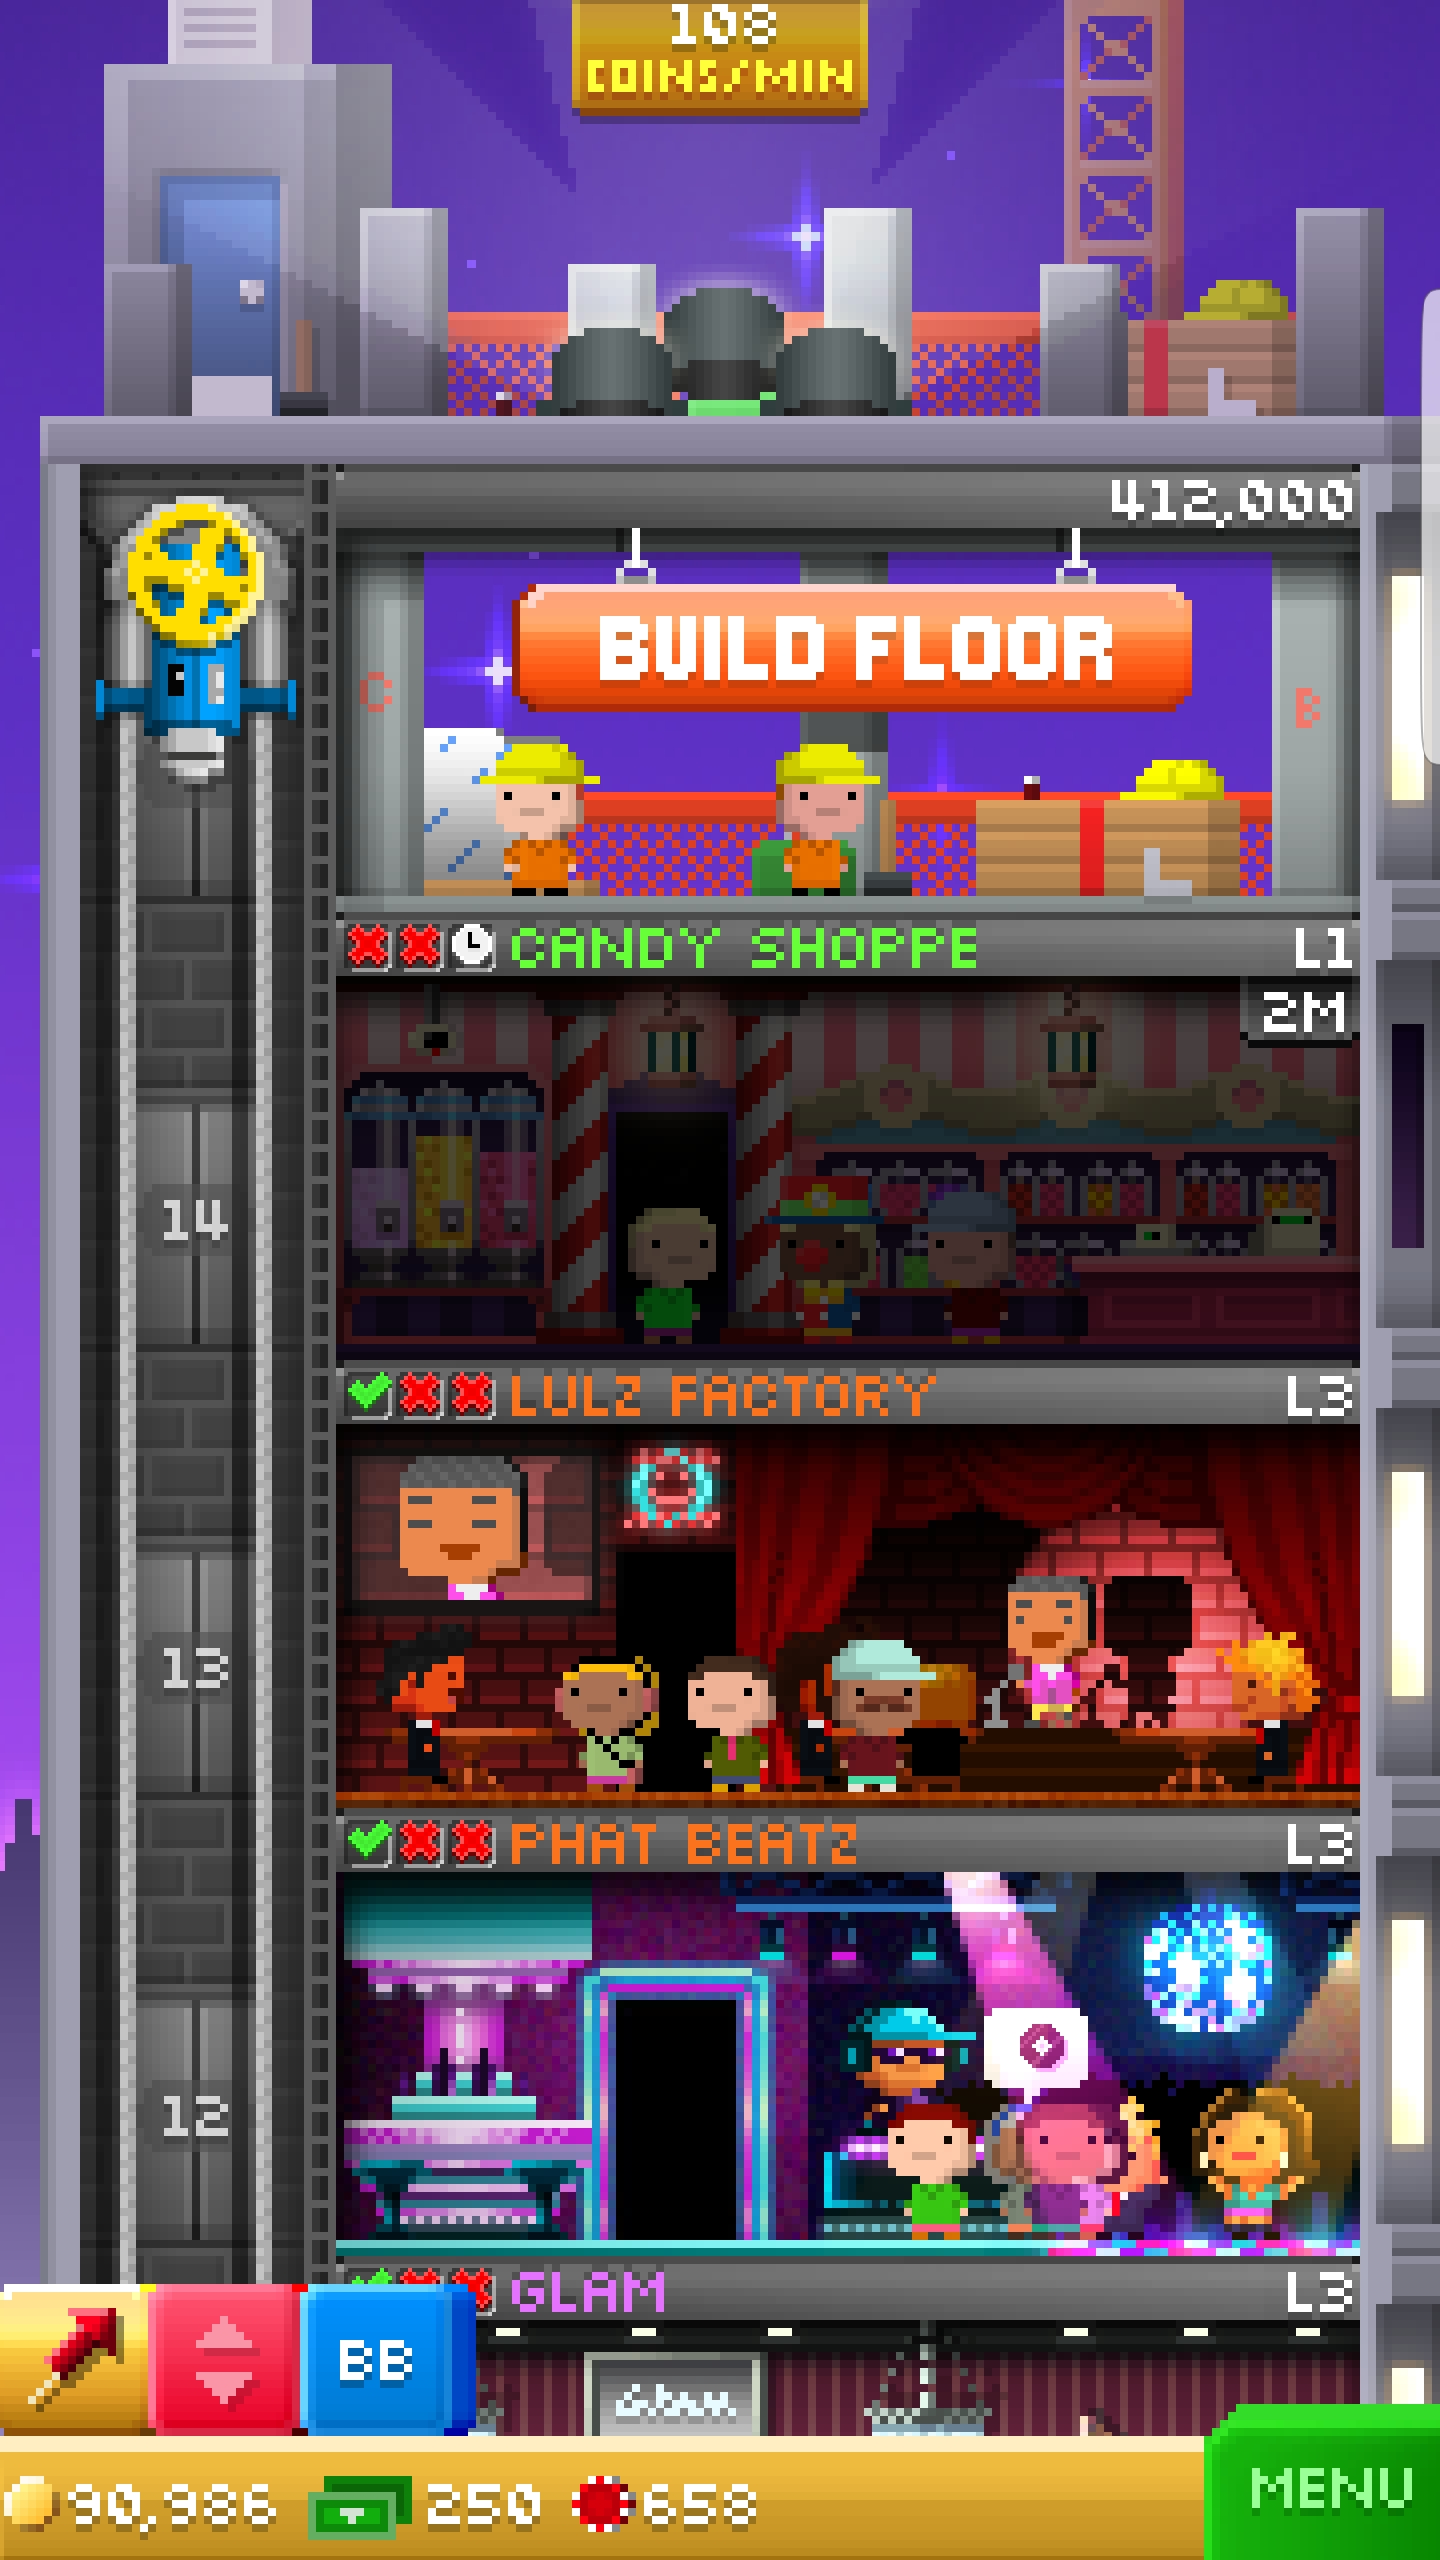 108
COINS/MIN
412,000
BUILD FLOOR
C
B
CANDY SHOPPE L1
2M
14
LULZ FACTORY L3
13
PHAT BEATZ L3
12
GLAM L3
BB
Glam
90,986 250 658
MENU